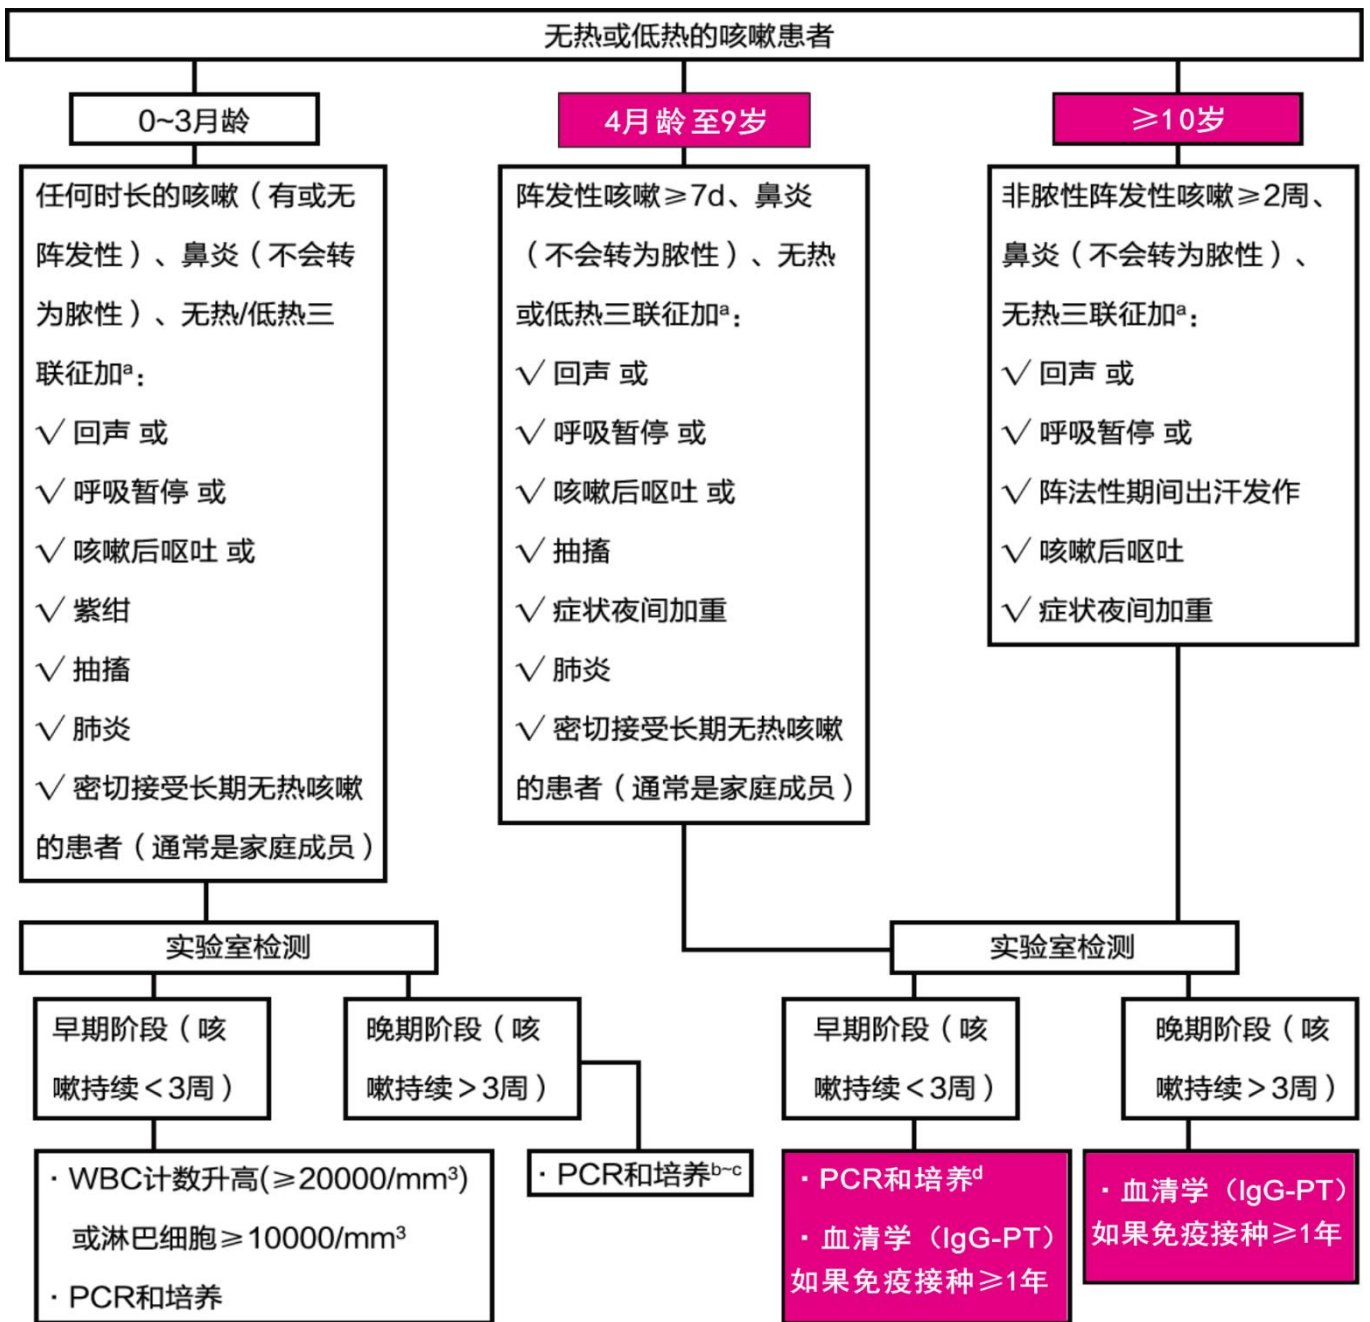 无热或低热的咳嗽患者
0~3月龄
任何时长的咳嗽（有或无
阵发性）、鼻炎（不会转
为脓性）、无热/低热三
联征加ᵃ：
√ 回声 或
√ 呼吸暂停 或
√ 咳嗽后呕吐 或
√ 紫绀
√ 抽搐
√ 肺炎
√ 密切接受长期无热咳嗽
的患者（通常是家庭成员）
4月龄至9岁
阵发性咳嗽≥7d、鼻炎
（不会转为脓性）、无热
或低热三联征加ᵃ：
√ 回声 或
√ 呼吸暂停 或
√ 咳嗽后呕吐 或
√ 抽搐
√ 症状夜间加重
√ 肺炎
√ 密切接受长期无热咳嗽
的患者（通常是家庭成员）
≥10岁
非脓性阵发性咳嗽≥2周、
鼻炎（不会转为脓性）、
无热三联征加ᵃ：
√ 回声 或
√ 呼吸暂停 或
√ 阵法性期间出汗发作
√ 咳嗽后呕吐
√ 症状夜间加重
实验室检测
早期阶段（咳
嗽持续<3周）
· WBC计数升高(≥20000/mm³)
或淋巴细胞≥10000/mm³
· PCR和培养
晚期阶段（咳
嗽持续>3周）
· PCR和培养ᵇ~ᶜ
实验室检测
早期阶段（咳
嗽持续<3周）
· PCR和培养ᵈ
· 血清学（IgG-PT）
如果免疫接种≥1年
晚期阶段（咳
嗽持续>3周）
· 血清学（IgG-PT）
如果免疫接种≥1年